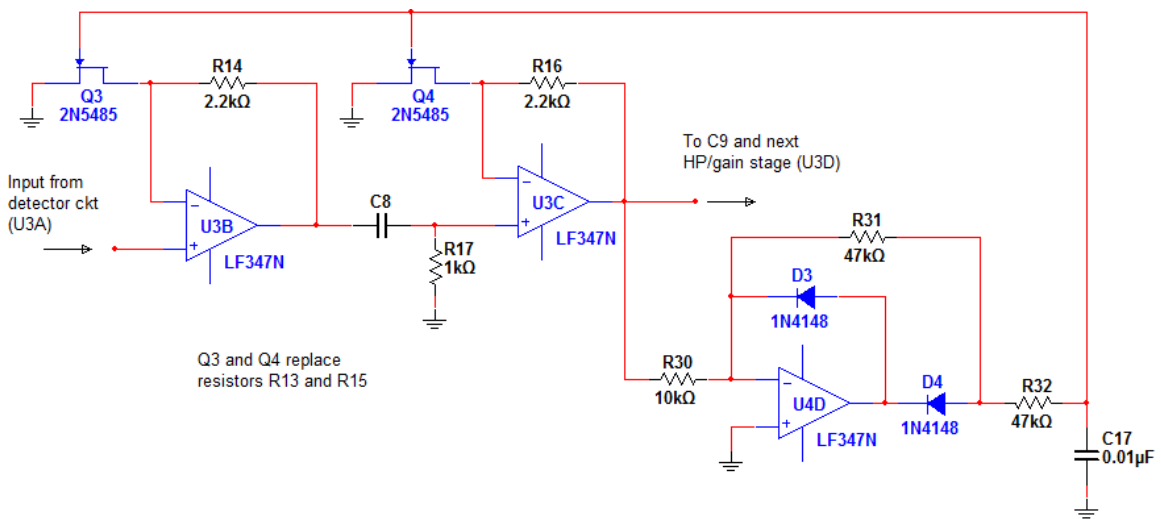 R14
2.2kΩ
R16
2.2kΩ
Q3
2N5485
Q4
2N5485
To C9 and next
HP/gain stage (U3D)
Input from
detector ckt
(U3A)
U3B
LF347N
C8
U3C
LF347N
R17
1kΩ
R31
47kΩ
D3
1N4148
Q3 and Q4 replace
resistors R13 and R15
R30
10kΩ
U4D
LF347N
D4
1N4148
R32
47kΩ
C17
0.01µF